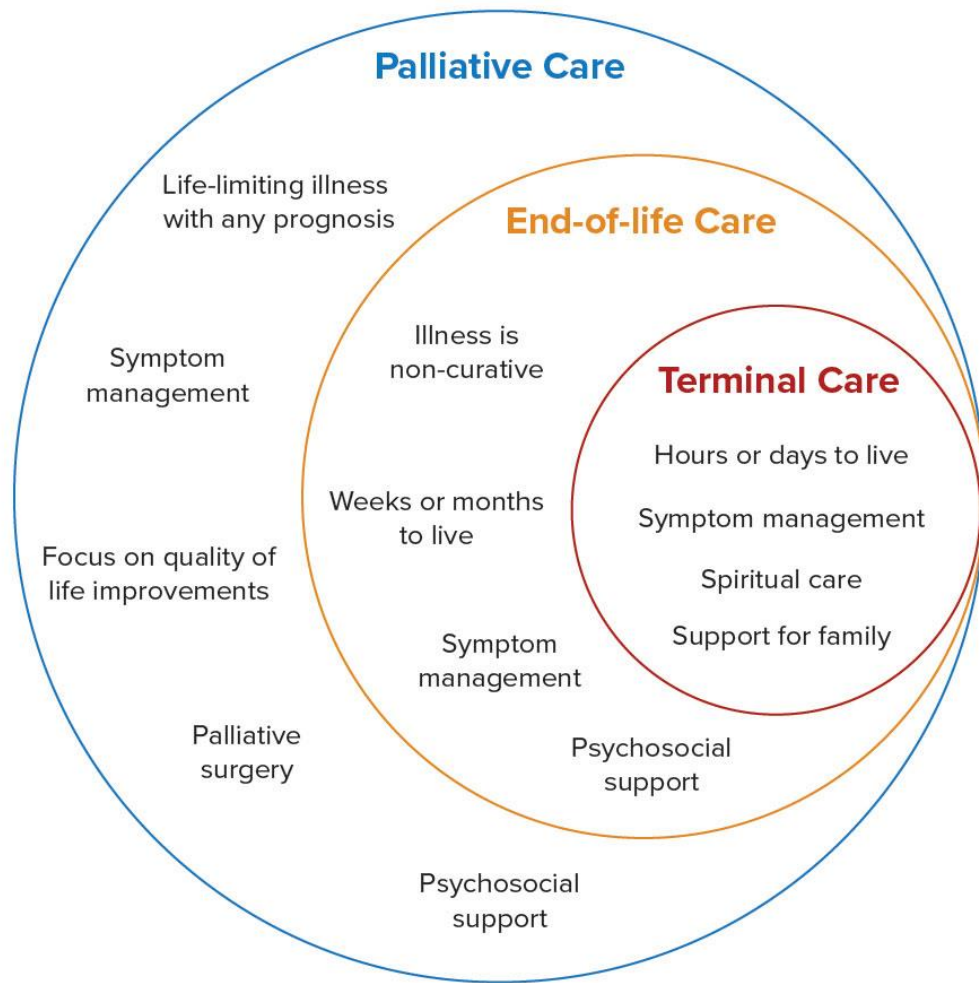 Palliative Care
Life-limiting illness
with any prognosis
Symptom
management
Focus on quality of
life improvements
Palliative
surgery
Psychosocial
support
End-of-life Care
Illness is
non-curative
Weeks or months
to live
Symptom
management
Psychosocial
support
Terminal Care
Hours or days to live
Symptom management
Spiritual care
Support for family